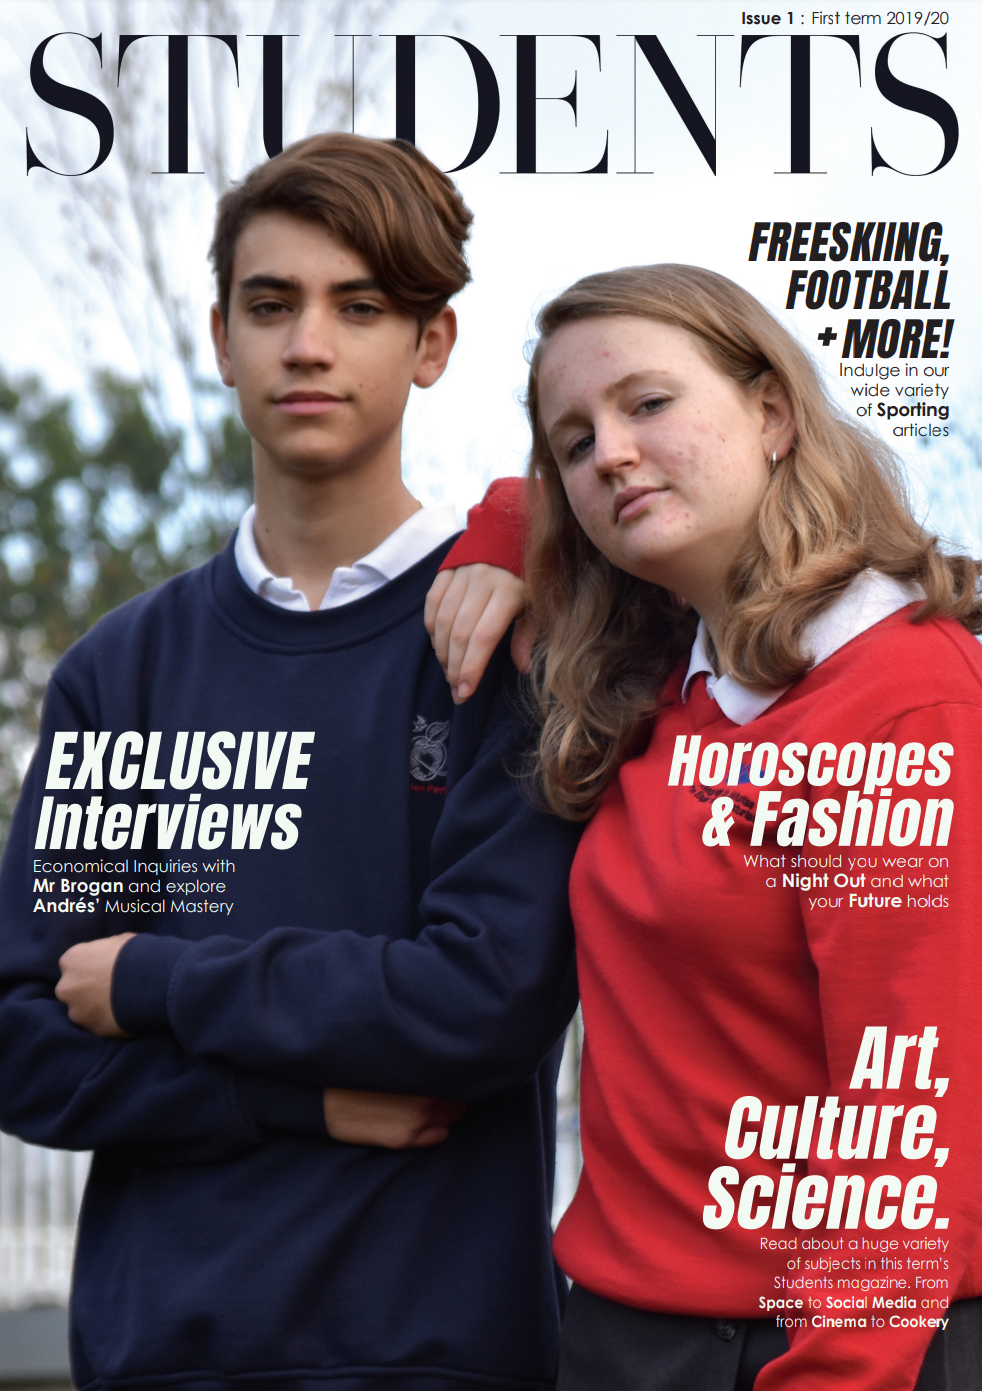 Issue 1 : First term 2019/20
STUDENTS
FREESKIING,
FOOTBALL
+ MORE!
Indulge in our
wide variety
of Sporting
articles
EXCLUSIVE
Interviews
Economical Inquiries with
Mr Brogan and explore
Andrés' Musical Mastery
Horoscopes
& Fashion
What should you wear on
a Night Out and what
your Future holds
Art,
Culture,
Science.
Read about a huge variety
of subjects in this term's
Students magazine. From
Space to Social Media and
from Cinema to Cookery